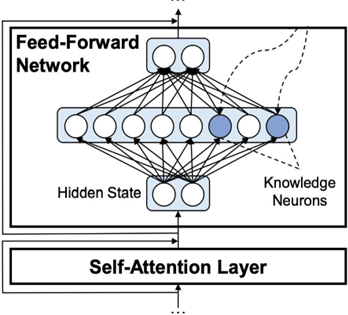 ...
Feed-Forward
Network
Hidden State
Knowledge
Neurons
Self-Attention Layer
...